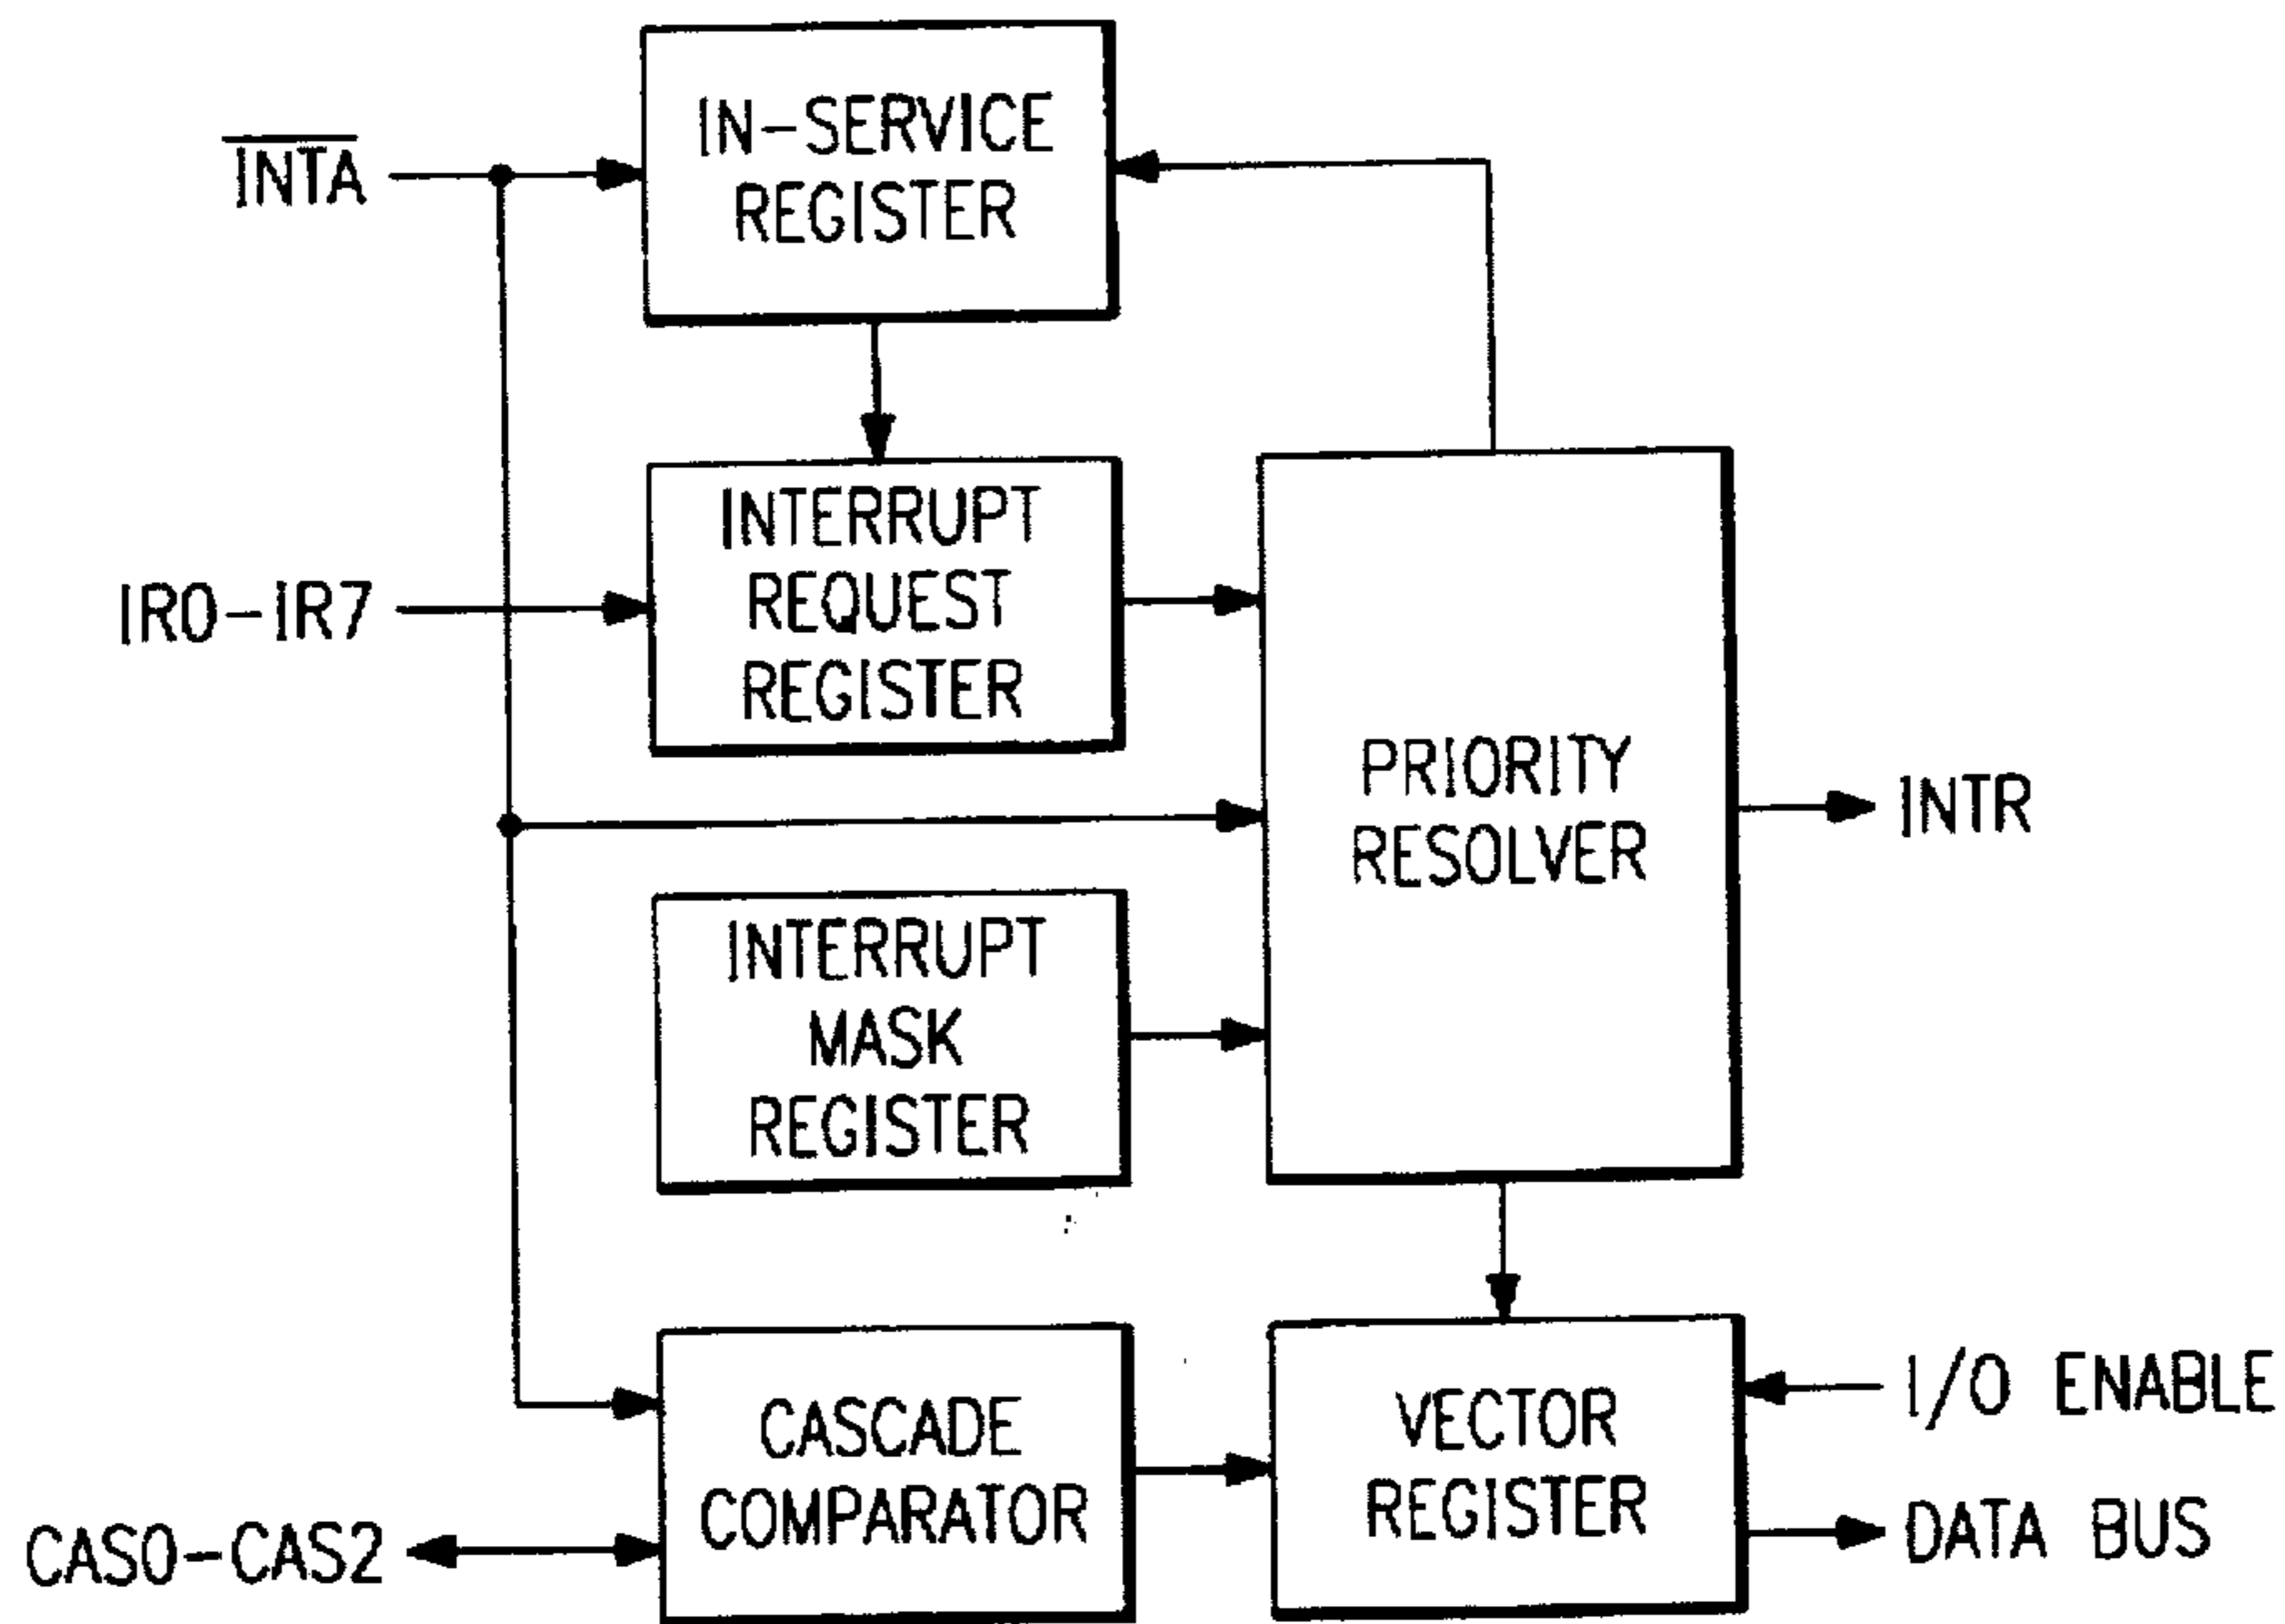 IN-SERVICE
REGISTER
INTA
INTERRUPT
REQUEST
REGISTER
IR0-IR7
PRIORITY
RESOLVER
INTR
INTERRUPT
MASK
REGISTER
CASCADE
COMPARATOR
CAS0-CAS2
VECTOR
REGISTER
I/O ENABLE
DATA BUS